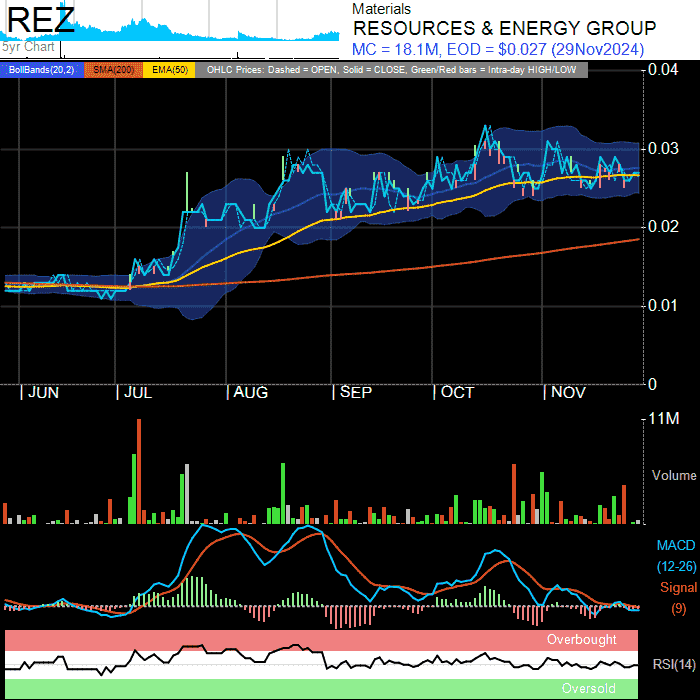 REZ
5yr Chart
Materials
RESOURCES & ENERGY GROUP
MC = 18.1M, EOD = $0.027 (29Nov2024)
BollBands(20,2) SMA(200) EMA(50) OHLC Prices: Dashed = OPEN, Solid = CLOSE, Green/Red bars = Intra-day HIGH/LOW
0.04
0.03
0.02
0.01
0
JUN JUL AUG SEP OCT NOV
11M
Volume
MACD
(12-26)
Signal
(9)
Overbought
RSI(14)
Oversold